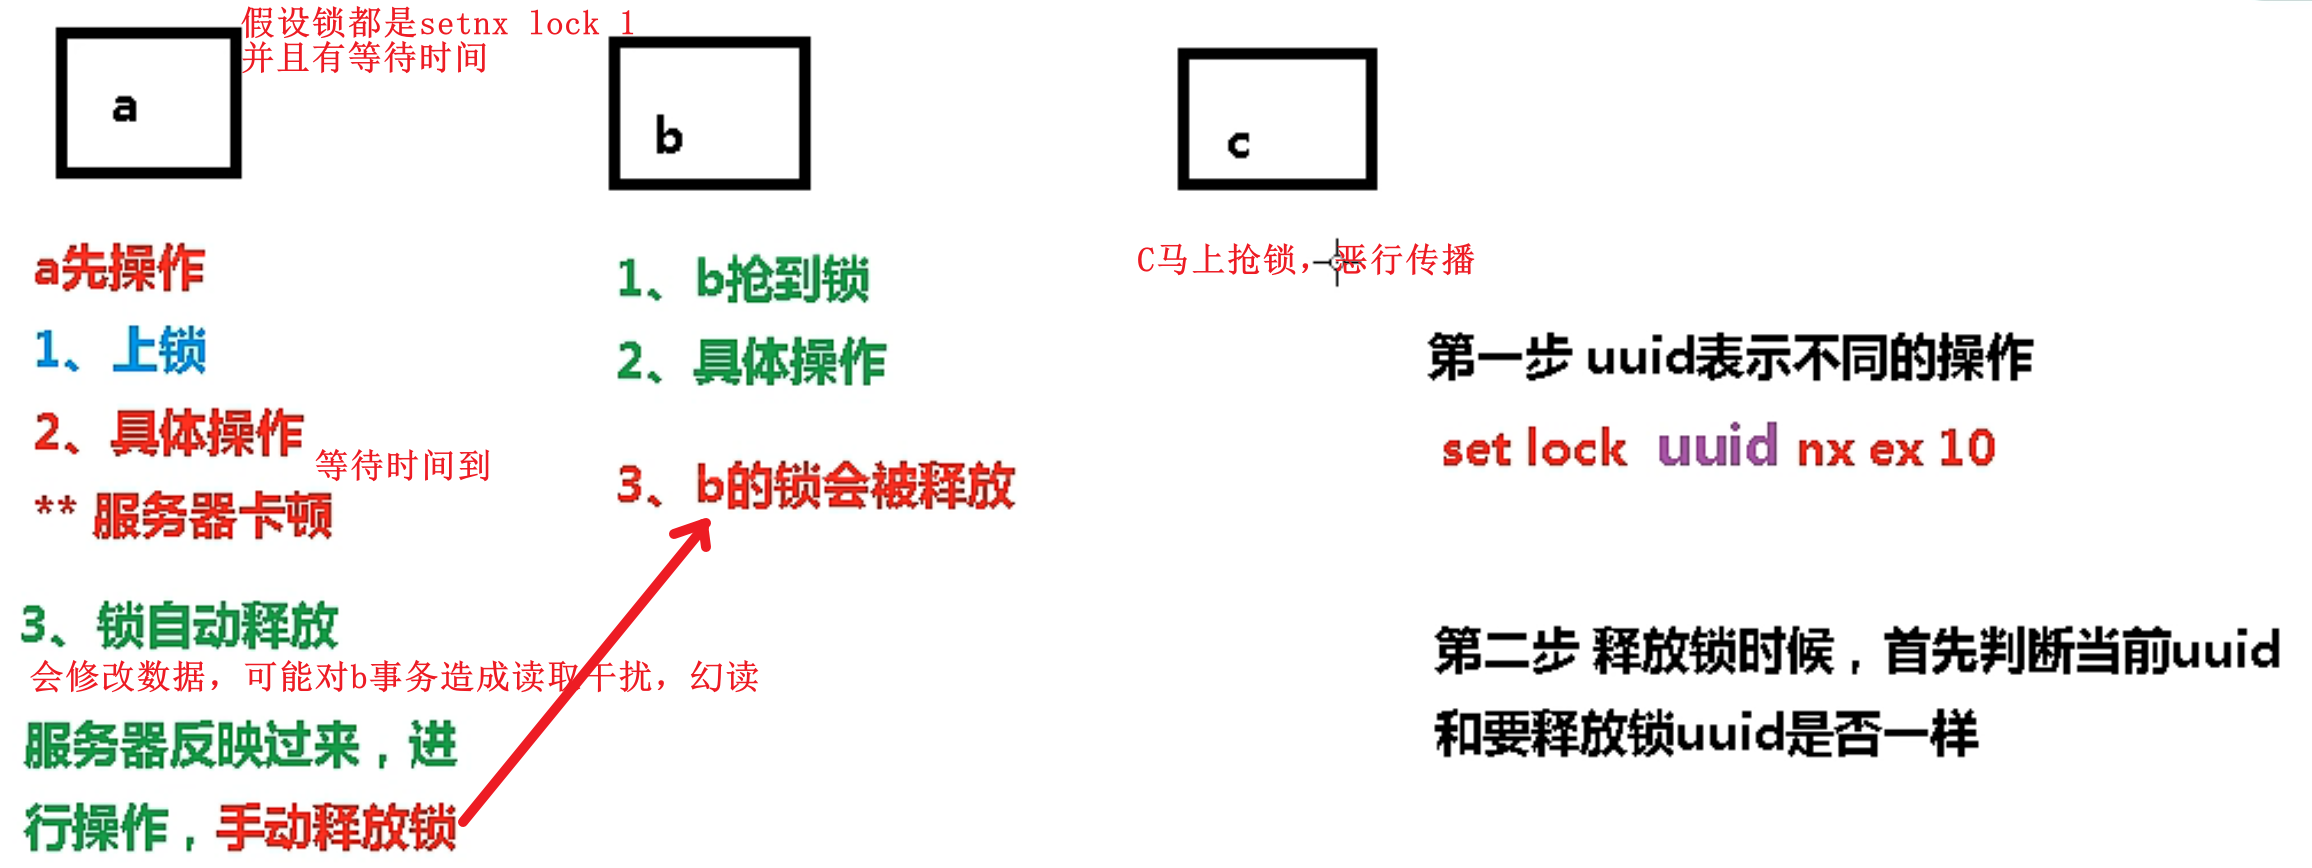 假设锁都是setnx lock 1
并且有等待时间
a
b
c
a先操作
1、上锁
2、具体操作
等待时间到
** 服务器卡顿
3、锁自动释放
会修改数据，可能对b事务造成读取干扰，幻读
服务器反映过来，进
行操作，手动释放锁
1、b抢到锁
2、具体操作
3、b的锁会被释放
C马上抢锁，恶行传播
第一步 uuid表示不同的操作
set lock uuid nx ex 10
第二步 释放锁时候，首先判断当前uuid
和要释放锁uuid是否一样